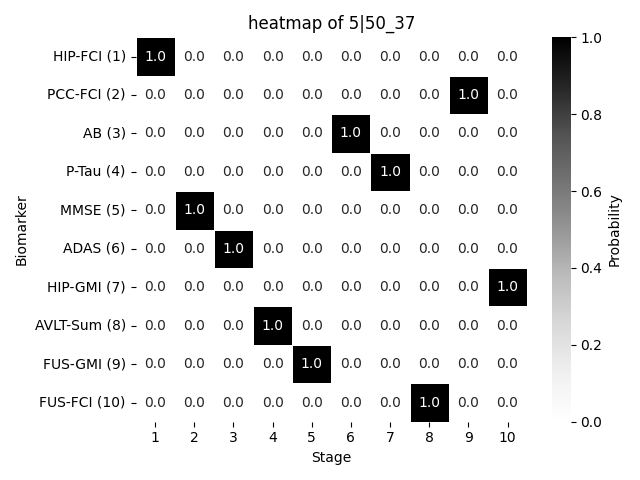 heatmap of 5|50_37
Biomarker
HIP-FCI (1) 1.0 0.0 0.0 0.0 0.0 0.0 0.0 0.0 0.0 0.0
PCC-FCI (2) 0.0 0.0 0.0 0.0 0.0 0.0 0.0 0.0 1.0 0.0
AB (3) 0.0 0.0 0.0 0.0 0.0 1.0 0.0 0.0 0.0 0.0
P-Tau (4) 0.0 0.0 0.0 0.0 0.0 0.0 1.0 0.0 0.0 0.0
MMSE (5) 0.0 1.0 0.0 0.0 0.0 0.0 0.0 0.0 0.0 0.0
ADAS (6) 0.0 0.0 1.0 0.0 0.0 0.0 0.0 0.0 0.0 0.0
HIP-GMI (7) 0.0 0.0 0.0 0.0 0.0 0.0 0.0 0.0 0.0 1.0
AVLT-Sum (8) 0.0 0.0 0.0 1.0 0.0 0.0 0.0 0.0 0.0 0.0
FUS-GMI (9) 0.0 0.0 0.0 0.0 1.0 0.0 0.0 0.0 0.0 0.0
FUS-FCI (10) 0.0 0.0 0.0 0.0 0.0 0.0 0.0 1.0 0.0 0.0
1 2 3 4 5 6 7 8 9 10
Stage
1.0
0.8
0.6
0.4
0.2
0.0
Probability